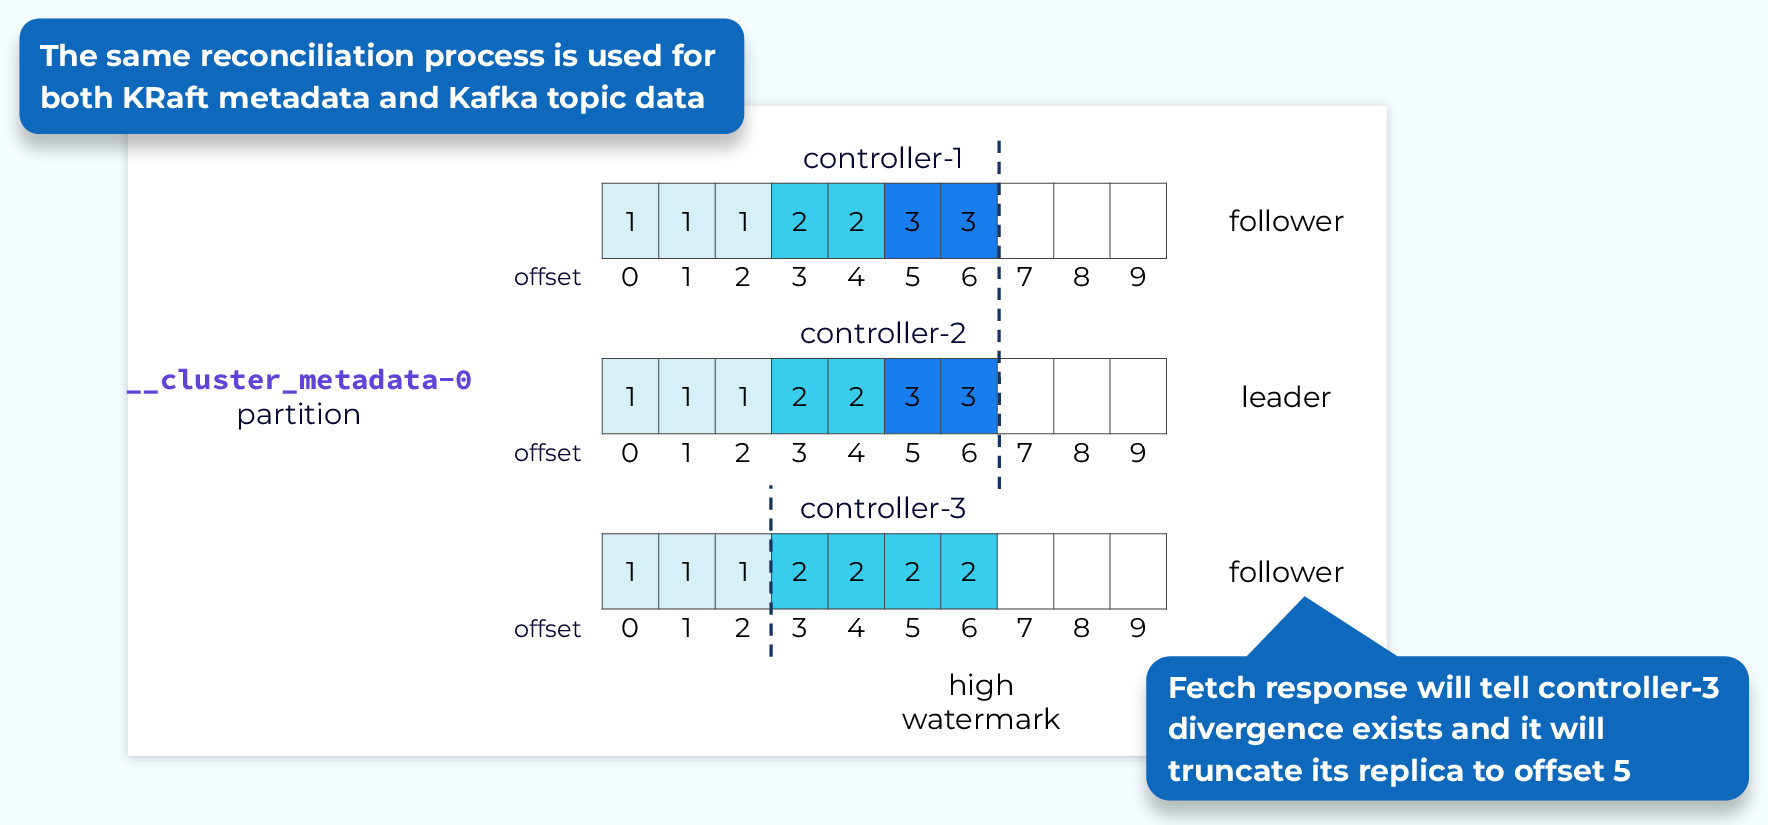 The same reconciliation process is used for
both KRaft metadata and Kafka topic data
controller-1
1 1 1 2 2 3 3
follower
offset 0 1 2 3 4 5 6 7 8 9
controller-2
__cluster_metadata-0
partition
1 1 1 2 2 3 3
leader
offset 0 1 2 3 4 5 6 7 8 9
controller-3
1 1 1 2 2 2 2
follower
offset 0 1 2 3 4 5 6 7 8 9
high
watermark
Fetch response will tell controller-3
divergence exists and it will
truncate its replica to offset 5